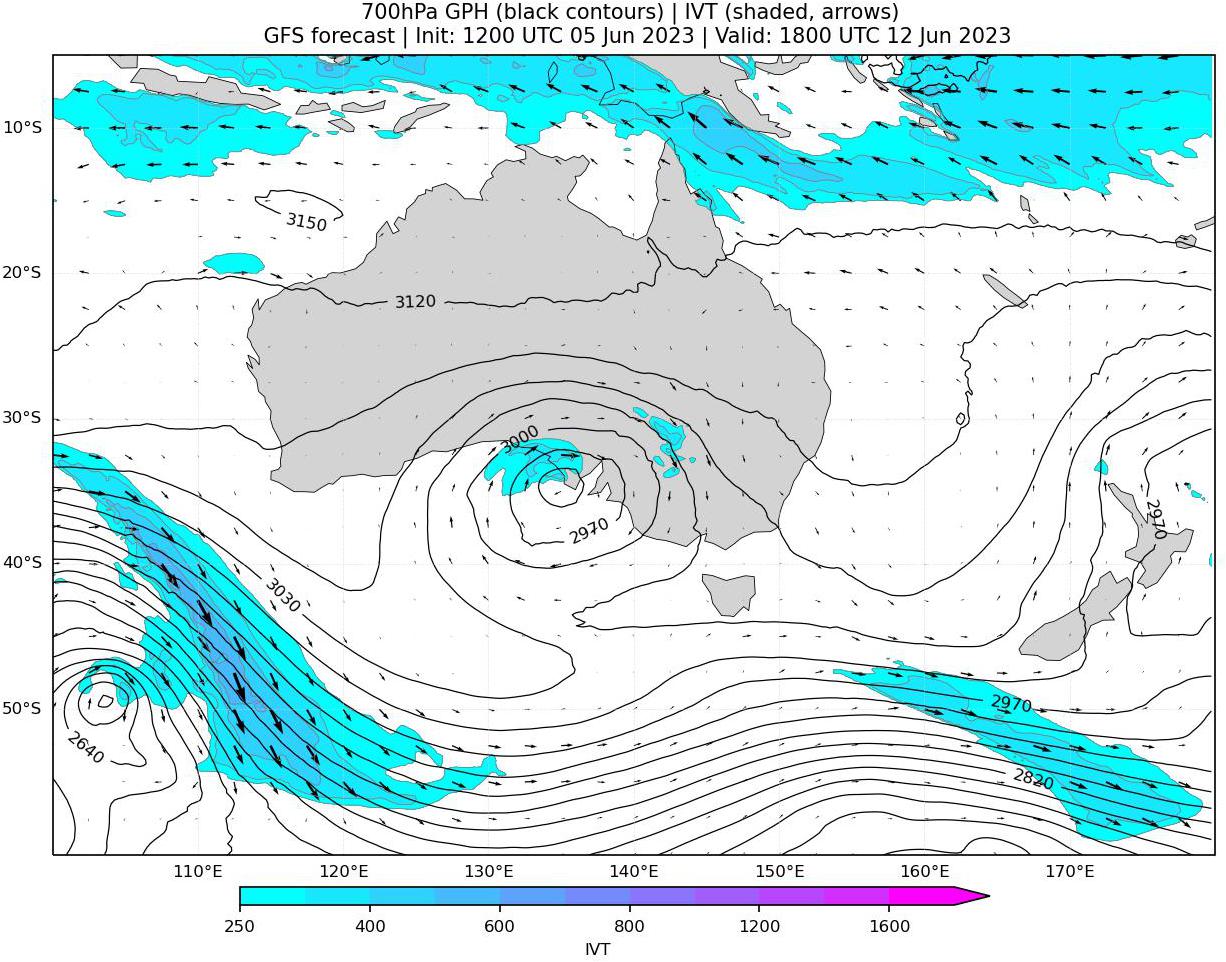 700hPa GPH (black contours) | IVT (shaded, arrows)
GFS forecast | Init: 1200 UTC 05 Jun 2023 | Valid: 1800 UTC 12 Jun 2023
10°S
3150
20°S
3120
30°S
3000
2970
2970
40°S
3030
50°S
2970
2640
2820
110°E 120°E 130°E 140°E 150°E 160°E 170°E
250 400 600 800 1200 1600
IVT